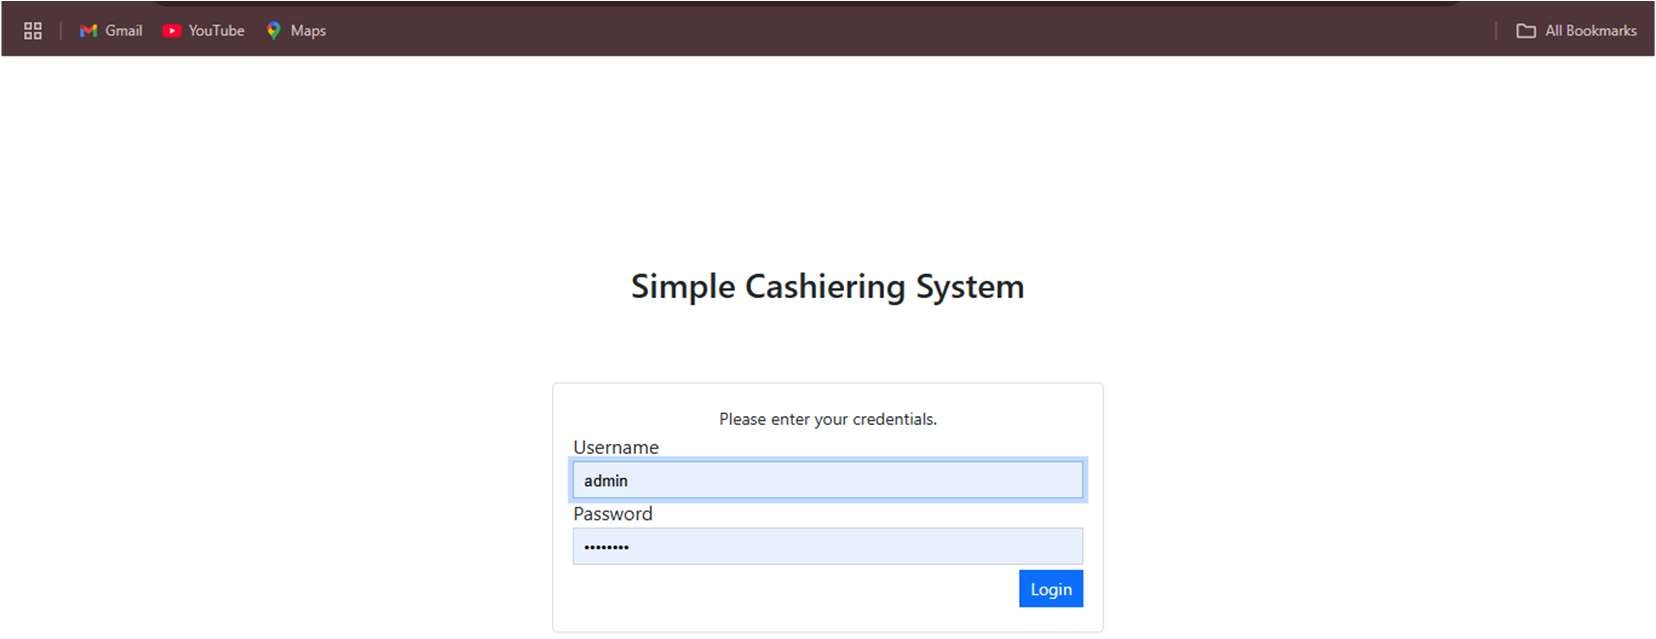 Gmail YouTube Maps All Bookmarks
Simple Cashiering System
Please enter your credentials.
Username
admin
Password
••••••••
Login